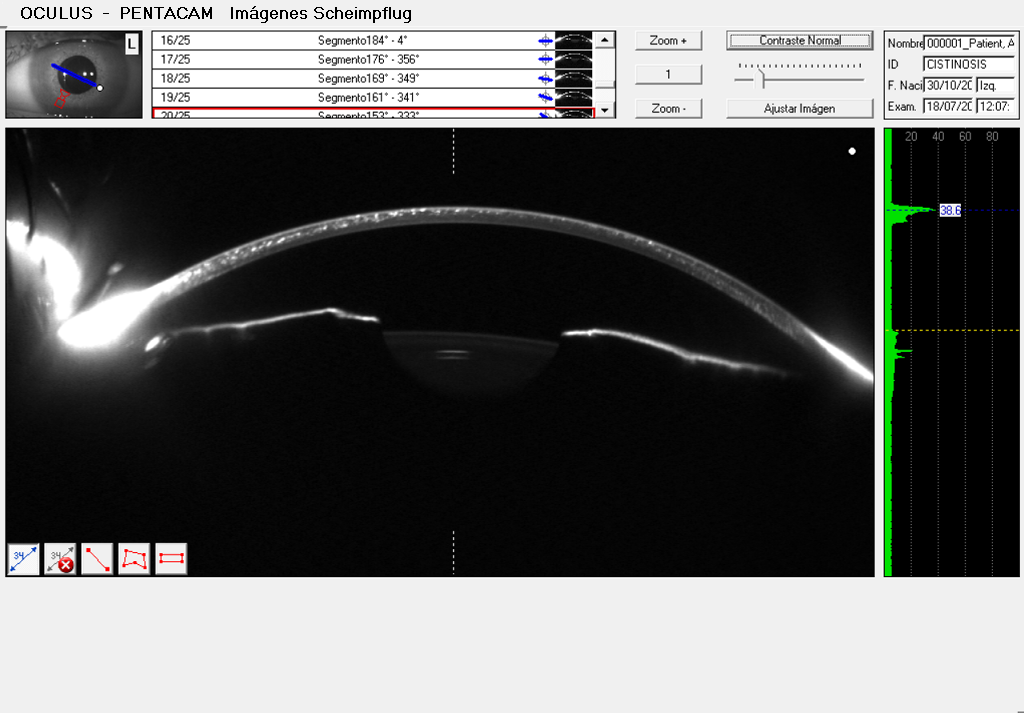 OCULUS - PENTACAM Imágenes Scheimpflug
L
16/25 Segmento184° - 4°
17/25 Segmento176° - 356°
18/25 Segmento169° - 349°
19/25 Segmento161° - 341°
20/25 Segmento153° - 333°
Zoom +
1
Zoom -
Contraste Normal
Ajustar Imágen
Nombre 000001_Patient, A
ID CISTINOSIS
F. Naci 30/10/20 Izq.
Exam. 18/07/20 12:07:
20 40 60 80
38.6
34 34